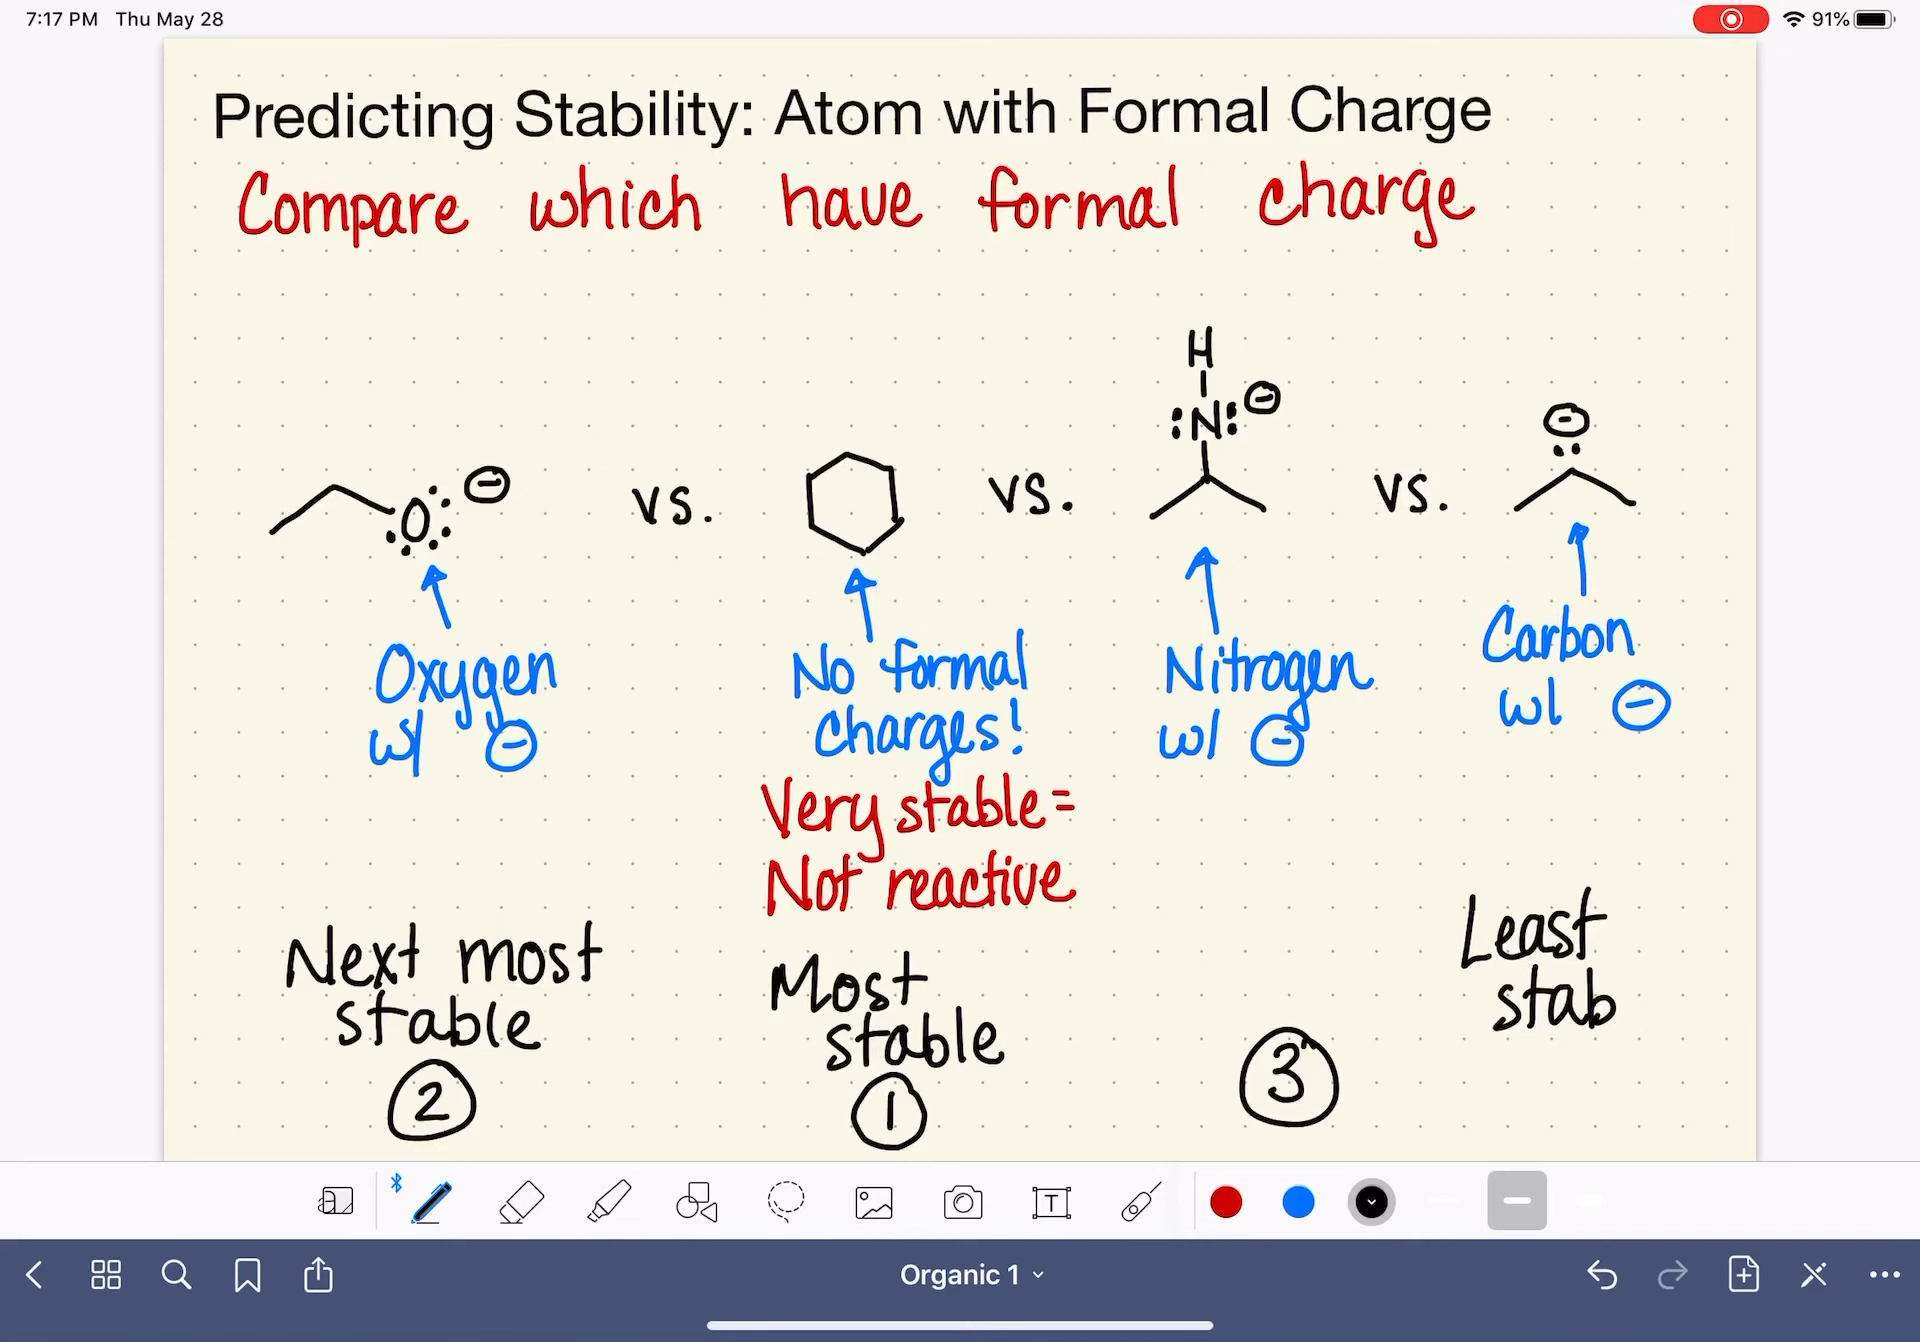 7:17 PM Thu May 28
91%
Predicting Stability: Atom with Formal Charge
Compare which have formal charge
H
:N: ⊖
⊖
O ⊖
vs.
vs.
vs.
Oxygen
w/ ⊖
No formal
charges!
Nitrogen
w/ ⊖
Carbon
w/ ⊖
Very stable =
Not reactive
Next most
stable
2
Most
stable
1
3
Least
stab
a
T
Organic 1